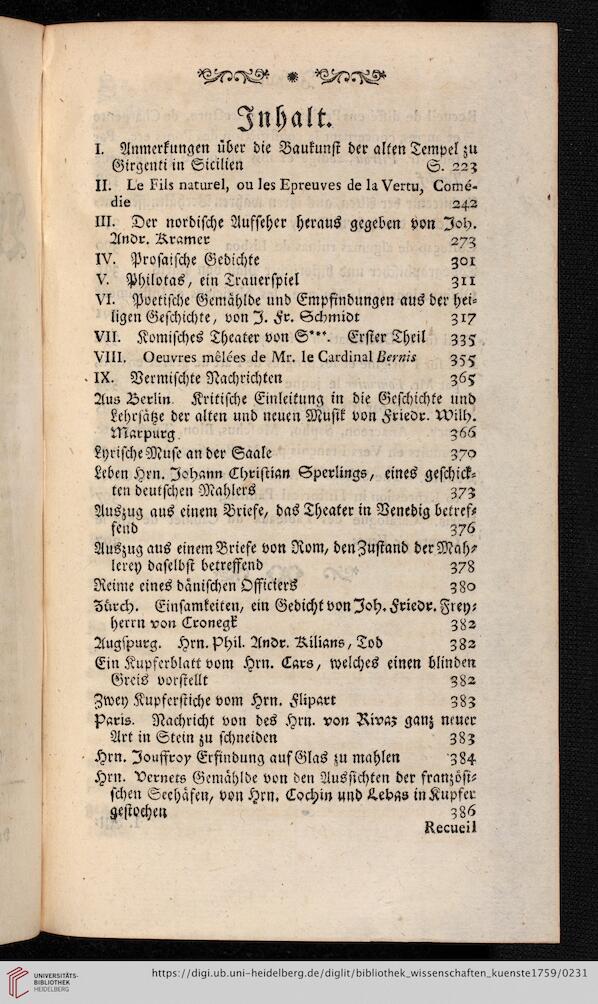 Inhalt.
I. Anmerkungen über die Baukunst der alten Tempel zu
Girgenti in Sicilien S. 223
II. Le Fils naturel, ou les Epreuves de la Vertu, Comé-
die 242
III. Der nordische Aufseher heraus gegeben von Joh.
Andr. Kramer 273
IV. Prosaische Gedichte 301
V. Philotas, ein Trauerspiel 311
VI. Poetische Gemählde und Empfindungen aus der hei-
ligen Geschichte, von J. Fr. Schmidt 317
VII. Komisches Theater von S***. Erster Theil 335
VIII. Oeuvres mêlées de Mr. le Cardinal Bernis 355
IX. Vermischte Nachrichten 365
Aus Berlin Kritische Einleitung in die Geschichte und
Lehrsätze der alten und neuen Musik von Friedr. Wilh.
Marpurg. 366
Lyrische Muse an der Saale 370
Leben Hrn. Johann Christian Sperlings, eines geschick-
ten deutschen Mahlers 373
Auszug aus einem Briefe, das Theater in Venedig betref-
fend 376
Auszug aus einem Briefe von Rom, den Zustand der Mah-
lerey daselbst betreffend 378
Reime eines dänischen Officiers 380
Zürch. Einsamkeiten, ein Gedicht von Joh. Friedr. Frey-
herrn von Cronegk 382
Augspurg. Hrn. Phil. Andr. Kilians, Tod 382
Ein Kupferblatt vom Hrn. Cars, welches einen blinden
Greis vorstellt 382
Zwey Kupferstiche vom Hrn. Flipart 383
Paris. Nachricht von des Hrn. von Rivaz ganz neuer
Art in Stein zu schneiden 383
Hrn. Jouffroy Erfindung auf Glas zu mahlen 384
Hrn. Vernets Gemählde von den Aussichten der französi-
schen Seehäfen, von Hrn. Cochin und Lebas in Kupfer
gestochen 386
Recueil
UNIVERSITÄTS-
BIBLIOTHEK
HEIDELBERG
https://digi.ub.uni-heidelberg.de/diglit/bibliothek_wissenschaften_kuenste1759/0231